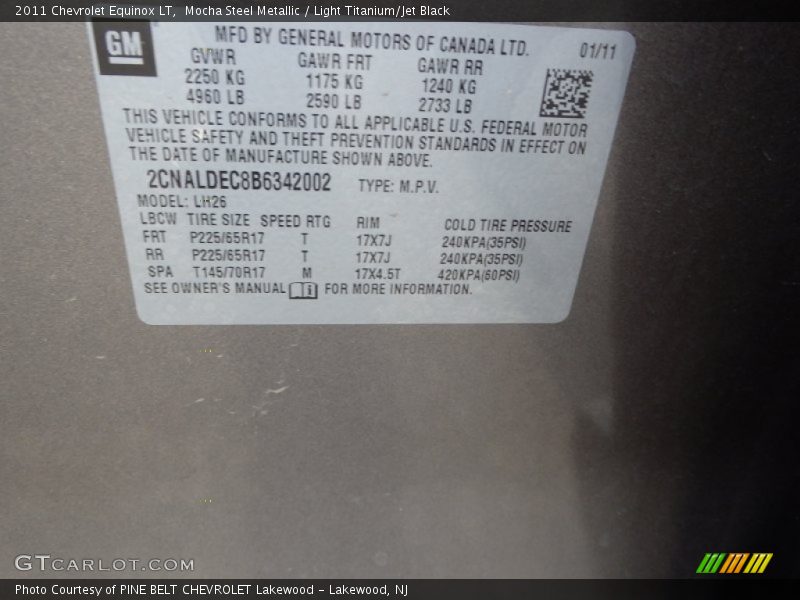 2011 Chevrolet Equinox LT, Mocha Steel Metallic / Light Titanium/Jet Black
GM
MFD BY GENERAL MOTORS OF CANADA LTD. 01/11
GVWR GAWR FRT GAWR RR
2250 KG 1175 KG 1240 KG
4960 LB 2590 LB 2733 LB
THIS VEHICLE CONFORMS TO ALL APPLICABLE U.S. FEDERAL MOTOR
VEHICLE SAFETY AND THEFT PREVENTION STANDARDS IN EFFECT ON
THE DATE OF MANUFACTURE SHOWN ABOVE.
2CNALDEC8B6342002 TYPE: M.P.V.
MODEL: LH26
LBCW TIRE SIZE SPEED RTG RIM COLD TIRE PRESSURE
FRT P225/65R17 T 17X7J 240KPA(35PSI)
RR P225/65R17 T 17X7J 240KPA(35PSI)
SPA T145/70R17 M 17X4.5T 420KPA(60PSI)
SEE OWNER'S MANUAL i FOR MORE INFORMATION.
GTCARLOT.COM
Photo Courtesy of PINE BELT CHEVROLET Lakewood - Lakewood, NJ